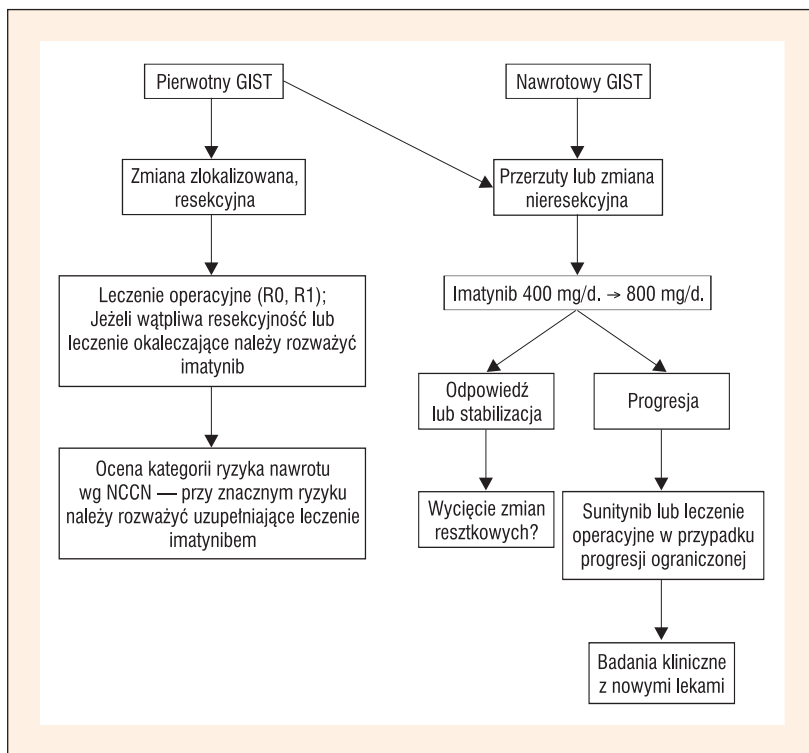 Pierwotny GIST
Nawrotowy GIST
Zmiana zlokalizowana,
resekcyjna
Przerzuty lub zmiana
nieresekcyjna
Leczenie operacyjne (R0, R1);
Jeżeli wątpliwa resekcyjność lub
leczenie okaleczające należy rozważyć
imatynib
Imatynib 400 mg/d. → 800 mg/d.
Odpowiedź
lub stabilizacja
Progresja
Ocena kategorii ryzyka nawrotu
wg NCCN — przy znacznym ryzyku
należy rozważyć uzupełniające leczenie
imatynibem
Wycięcie zmian
resztkowych?
Sunitynib lub leczenie
operacyjne w przypadku
progresji ograniczonej
Badania kliniczne
z nowymi lekami